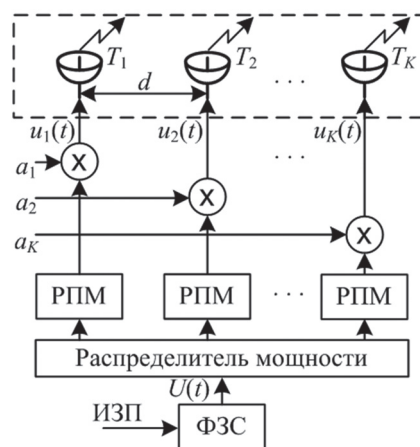 T1 T2 TK
d ...
u1(t) u2(t) uK(t)
a1 X ...
a2 X
aK X
РПМ РПМ ... РПМ
Распределитель мощности
U(t)
ИЗП ФЗС